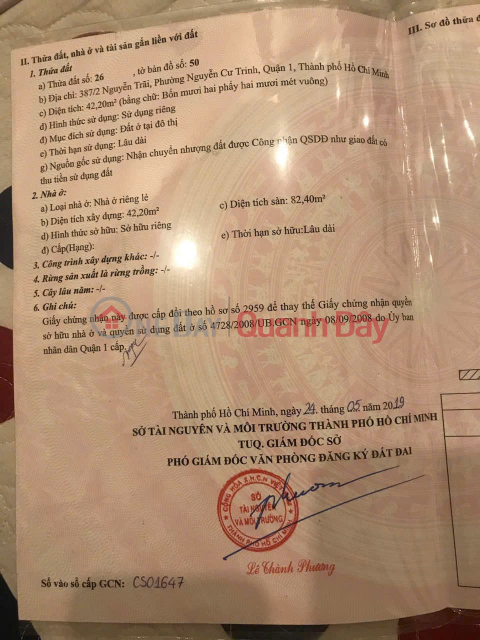 II. Thửa đất, nhà ở và tài sản gắn liền với đất
III. Sơ đồ thửa đ
1. Thửa đất:
a) Thửa đất số: 26 , tờ bản đồ số: 50
b) Địa chỉ: 387/2 Nguyễn Trãi, Phường Nguyễn Cư Trinh, Quận 1, Thành phố Hồ Chí Minh
c) Diện tích: 42,20m² (bằng chữ: Bốn mươi hai phẩy hai mươi mét vuông)
d) Hình thức sử dụng: Sử dụng riêng
đ) Mục đích sử dụng: Đất ở tại đô thị
e) Thời hạn sử dụng: Lâu dài
g) Nguồn gốc sử dụng: Nhận chuyển nhượng đất được Công nhận QSDĐ như giao đất có
thu tiền sử dụng đất
2. Nhà ở:
a) Loại nhà ở: Nhà ở riêng lẻ
b) Diện tích xây dựng: 42,20m²
c) Diện tích sàn: 82,40m²
d) Hình thức sở hữu: Sở hữu riêng
đ) Cấp(Hạng):
e) Thời hạn sở hữu:Lâu dài
3. Công trình xây dựng khác: -/-
4. Rừng sản xuất là rừng trồng: -/-
5. Cây lâu năm: -/-
6. Ghi chú:
Giấy chứng nhận này được cấp đổi theo hồ sơ số 2959 để thay thế Giấy chứng nhận quyền
sở hữu nhà ở và quyền sử dụng đất ở số 4728/2008/UB.GCN ngày 08/09/2008 do Ủy ban
nhân dân Quận 1 cấp.
Quanh Day
Thành phố Hồ Chí Minh, ngày 24 tháng 05 năm 2019
SỞ TÀI NGUYÊN VÀ MÔI TRƯỜNG THÀNH PHỐ HỒ CHÍ MINH
TUQ. GIÁM ĐỐC SỞ
PHÓ GIÁM ĐỐC VĂN PHÒNG ĐĂNG KÝ ĐẤT ĐAI
SỞ
TÀI NGUYÊN
VÀ MÔI TRƯỜNG
THÀNH PHỐ HỒ CHÍ MINH
Lê Thành Phương
Số vào sổ cấp GCN: CS01647